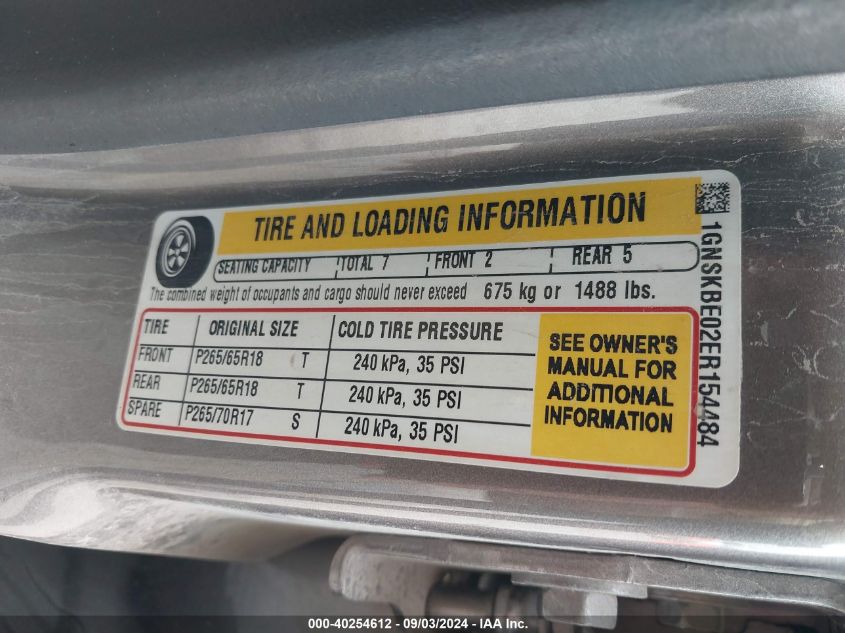 TIRE AND LOADING INFORMATION
SEATING CAPACITY TOTAL 7 FRONT 2 REAR 5
The combined weight of occupants and cargo should never exceed 675 kg or 1488 lbs.
TIRE ORIGINAL SIZE COLD TIRE PRESSURE
FRONT P265/65R18 T 240 kPa, 35 PSI
REAR P265/65R18 T 240 kPa, 35 PSI
SPARE P265/70R17 S 240 kPa, 35 PSI
SEE OWNER'S
MANUAL FOR
ADDITIONAL
INFORMATION
1GNSKBE02ER154484
000-40254612 - 09/03/2024 - IAA Inc.